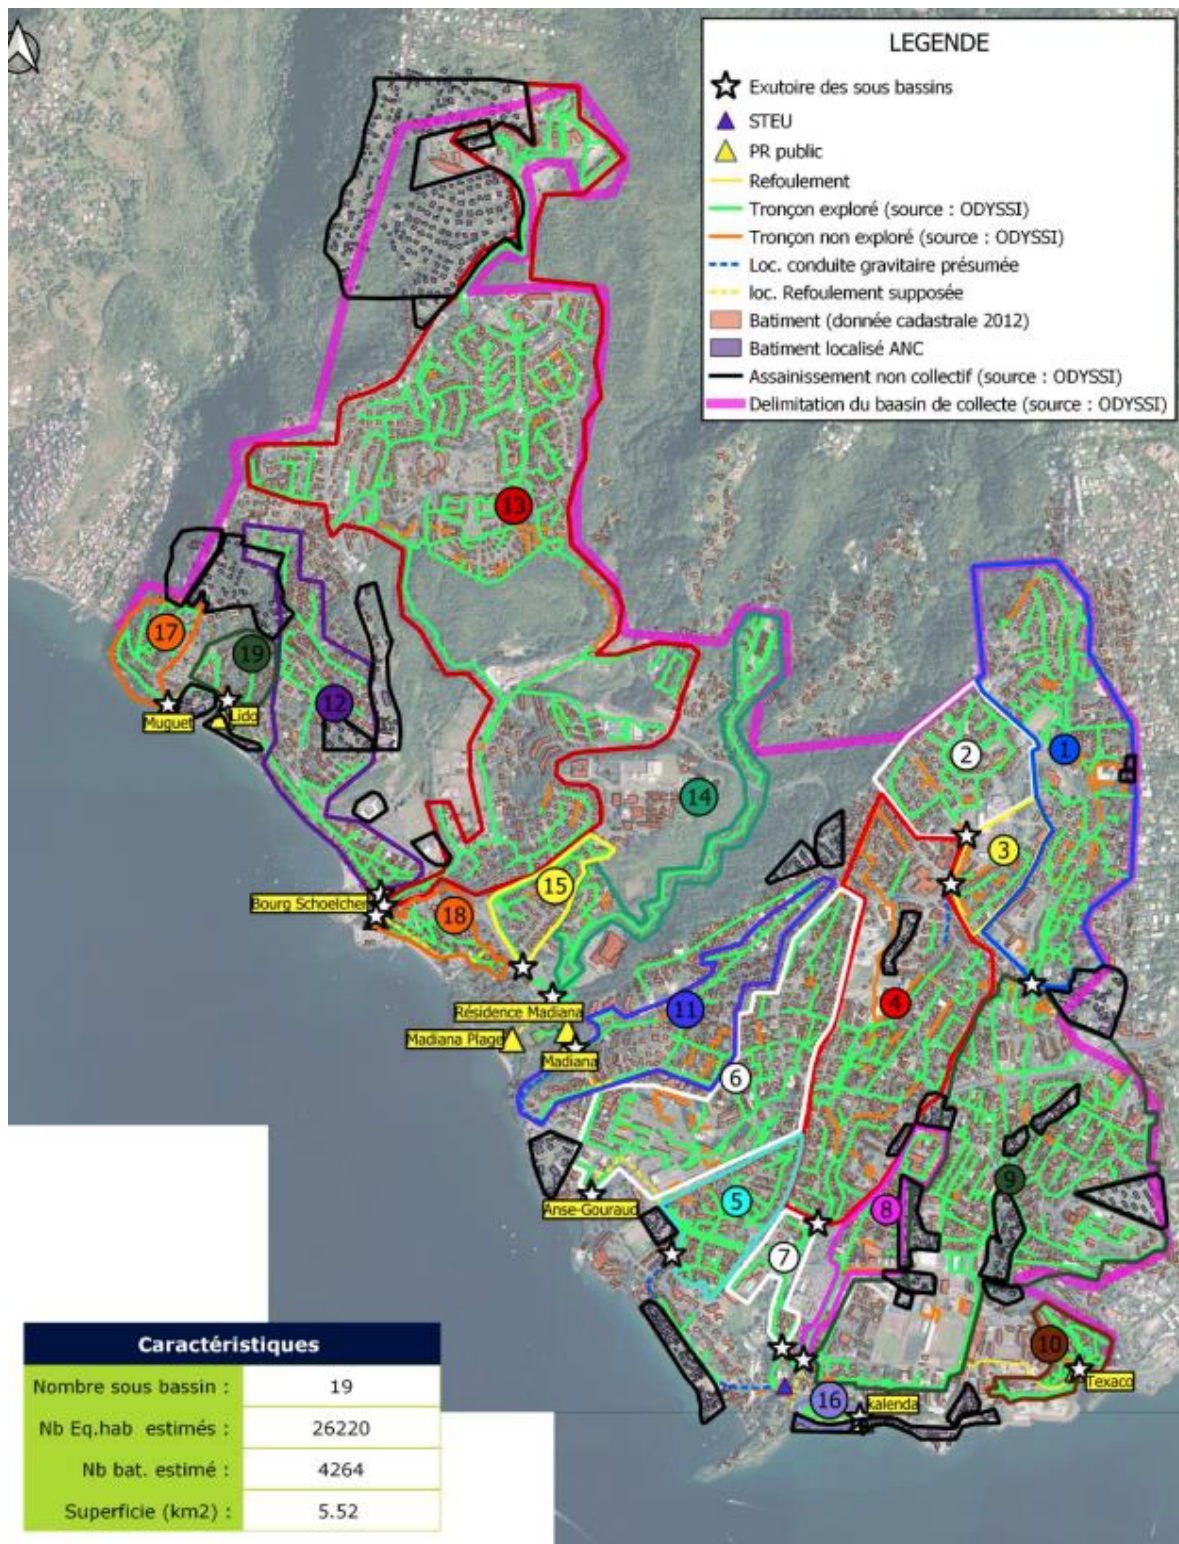 LEGENDE
Exutoire des sous bassins
STEU
PR public
Refoulement
Tronçon exploré (source : ODYSSI)
Tronçon non exploré (source : ODYSSI)
Loc. conduite gravitaire présumée
loc. Refoulement supposée
Batiment (donnée cadastrale 2012)
Batiment localisé ANC
Assainissement non collectif (source : ODYSSI)
Delimitation du baasin de collecte (source : ODYSSI)
13
17
19
12
Muguet
Lido
2
1
14
3
15
Bourg Schoelcher
18
4
Résidence Madiana
11
Madiana Plage
Madiana
6
9
5
8
Anse-Gouraud
7
10
Texaco
16
kalenda
Caractéristiques
Nombre sous bassin : 19
Nb Eq.hab estimés : 26220
Nb bat. estimé : 4264
Superficie (km2) : 5.52